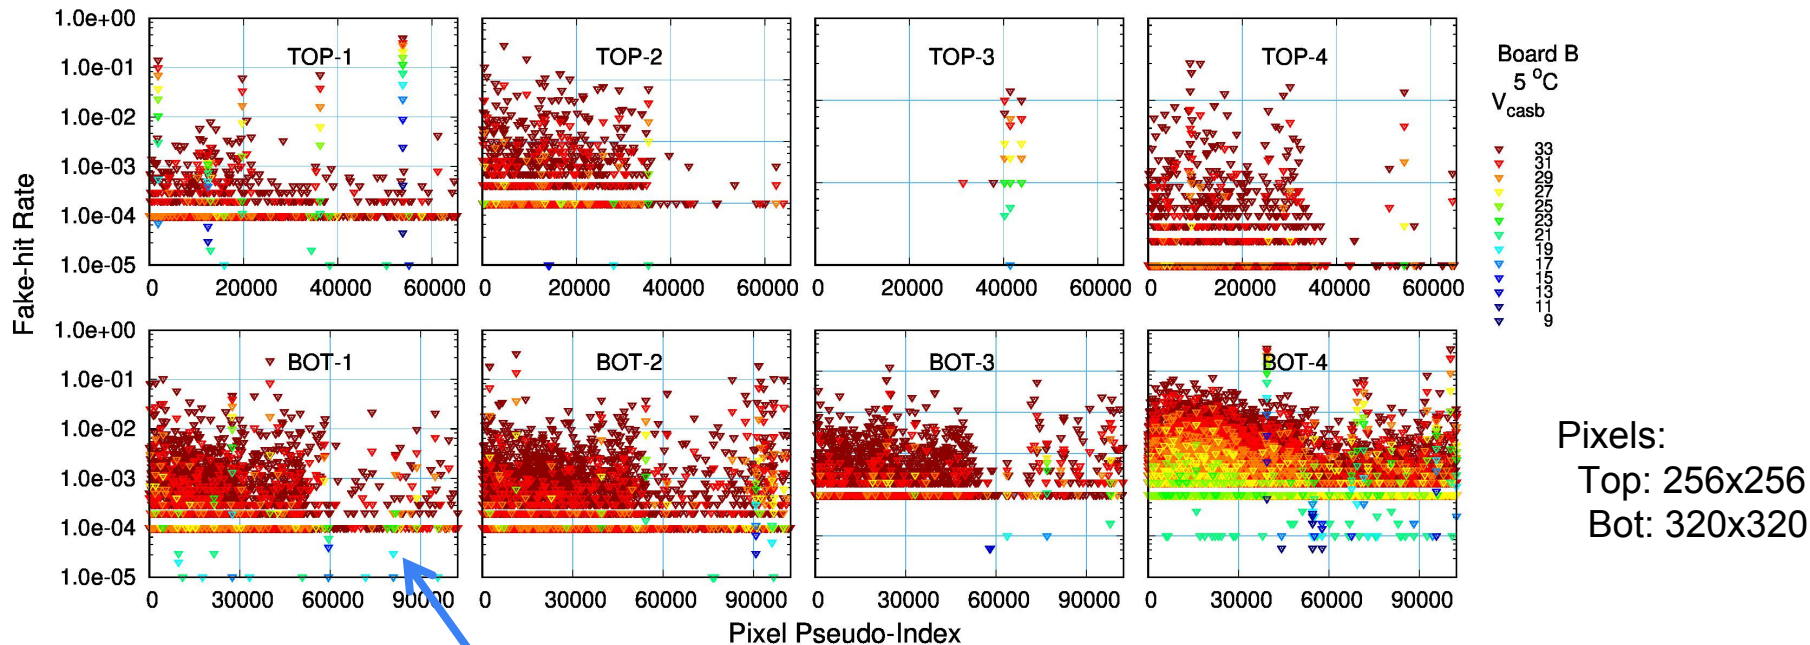 Fake-hit Rate
1.0e+00
1.0e-01
1.0e-02
1.0e-03
1.0e-04
1.0e-05
TOP-1
TOP-2
TOP-3
TOP-4
0 20000 40000 60000
0 20000 40000 60000
0 20000 40000 60000
0 20000 40000 60000
Board B
5 °C
Vcasb
33
31
29
27
25
23
21
19
17
15
13
11
9
1.0e+00
1.0e-01
1.0e-02
1.0e-03
1.0e-04
1.0e-05
BOT-1
BOT-2
BOT-3
BOT-4
0 30000 60000 90000
0 30000 60000 90000
0 30000 60000 90000
0 30000 60000 90000
Pixel Pseudo-Index
Pixels:
Top: 256x256
Bot: 320x320